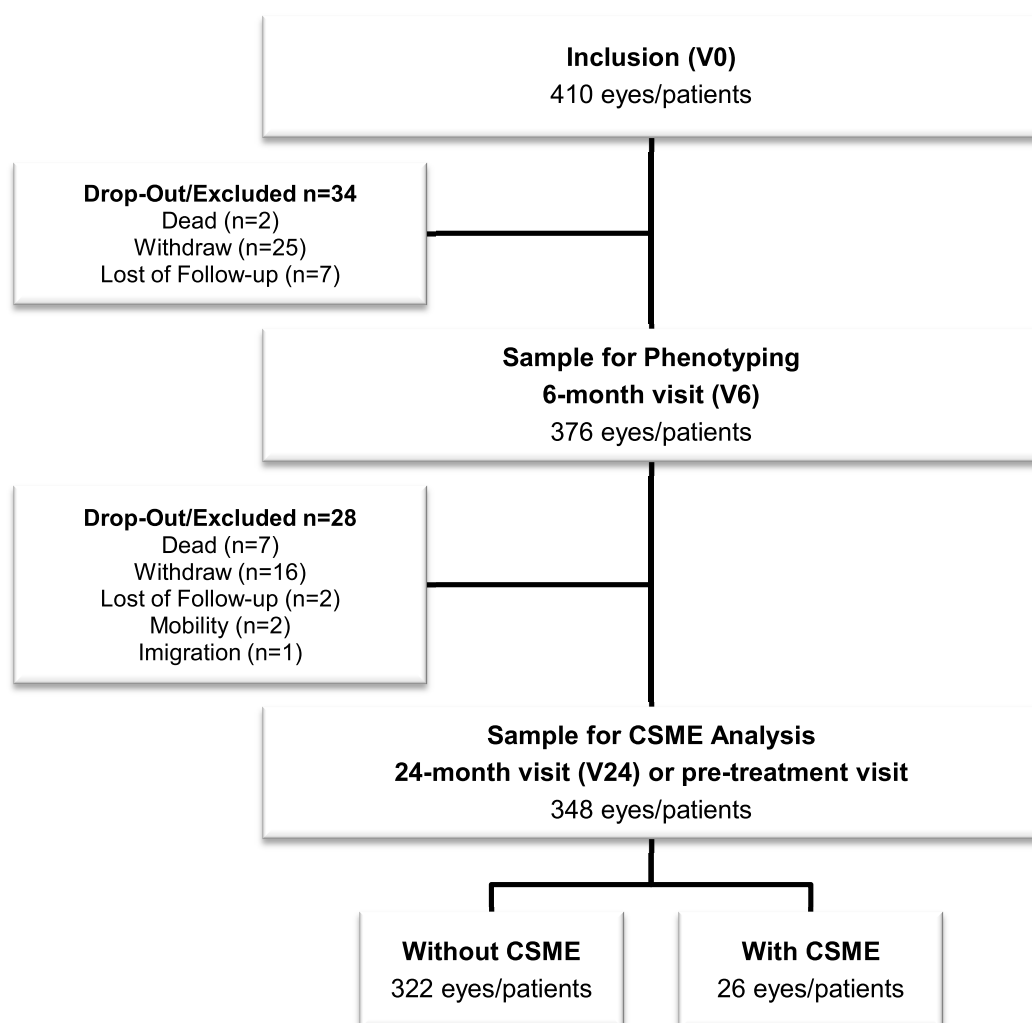 Inclusion (V0)
410 eyes/patients
Drop-Out/Excluded n=34
Dead (n=2)
Withdraw (n=25)
Lost of Follow-up (n=7)
Sample for Phenotyping
6-month visit (V6)
376 eyes/patients
Drop-Out/Excluded n=28
Dead (n=7)
Withdraw (n=16)
Lost of Follow-up (n=2)
Mobility (n=2)
Imigration (n=1)
Sample for CSME Analysis
24-month visit (V24) or pre-treatment visit
348 eyes/patients
Without CSME
322 eyes/patients
With CSME
26 eyes/patients